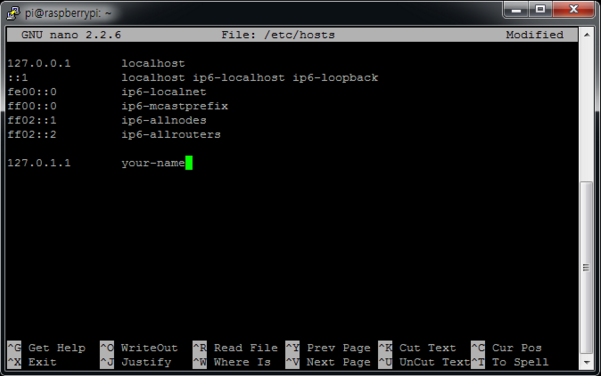 pi@raspberrypi: ~
GNU nano 2.2.6 File: /etc/hosts Modified
127.0.0.1 localhost
::1 localhost ip6-localhost ip6-loopback
fe00::0 ip6-localnet
ff00::0 ip6-mcastprefix
ff02::1 ip6-allnodes
ff02::2 ip6-allrouters
127.0.1.1 your-name
^G Get Help ^O WriteOut ^R Read File ^Y Prev Page ^K Cut Text ^C Cur Pos
^X Exit ^J Justify ^W Where Is ^V Next Page ^U UnCut Text ^T To Spell